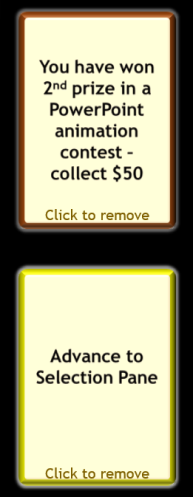 You have won
2nd prize in a
PowerPoint
animation
contest –
collect $50
Click to remove
Advance to
Selection Pane
Click to remove